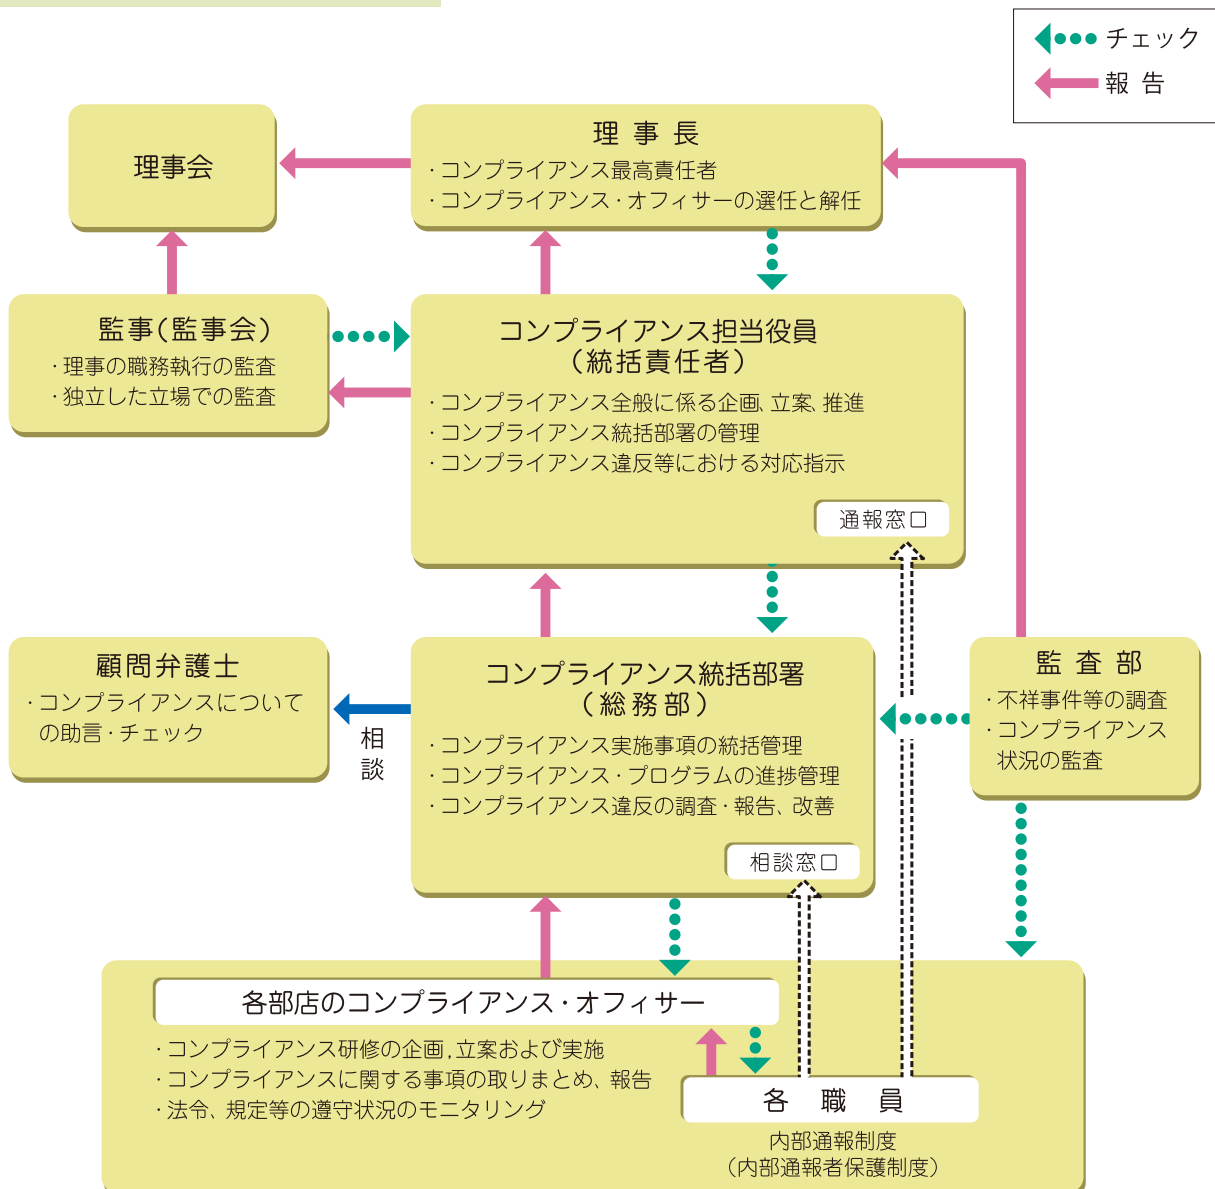 チェック
報告
理事会
理事長
・コンプライアンス最高責任者
・コンプライアンス・オフィサーの選任と解任
監事(監事会)
・理事の職務執行の監査
・独立した立場での監査
コンプライアンス担当役員
(統括責任者)
・コンプライアンス全般に係る企画、立案、推進
・コンプライアンス統括部署の管理
・コンプライアンス違反等における対応指示
通報窓口
顧問弁護士
・コンプライアンスについて
の助言・チェック
相
談
コンプライアンス統括部署
(総務部)
・コンプライアンス実施事項の統括管理
・コンプライアンス・プログラムの進捗管理
・コンプライアンス違反の調査・報告、改善
相談窓口
監査部
・不祥事件等の調査
・コンプライアンス
状況の監査
各部店のコンプライアンス・オフィサー
・コンプライアンス研修の企画,立案および実施
・コンプライアンスに関する事項の取りまとめ、報告
・法令、規定等の遵守状況のモニタリング
各職員
内部通報制度
(内部通報者保護制度)